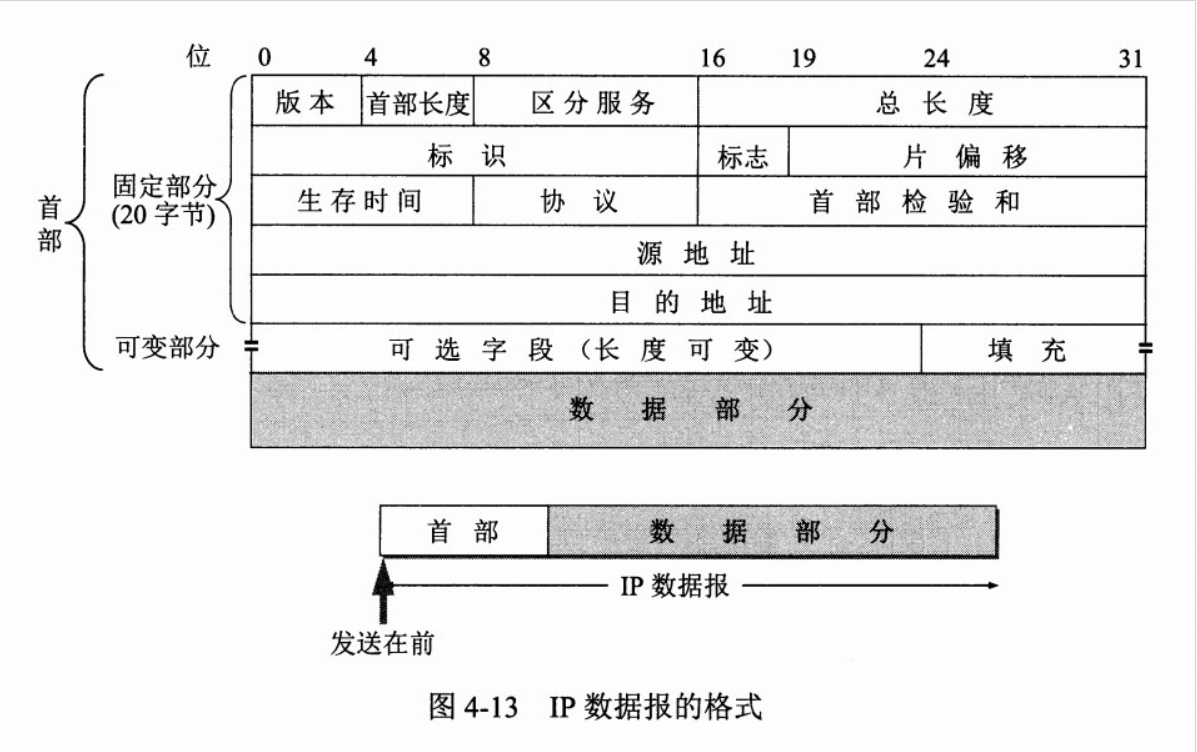 位 0 4 8 16 19 24 31
版本 首部长度 区分服务 总长度
标识 标志 片偏移
固定部分
(20 字节)
首部
生存时间 协议 首部检验和
源地址
目的地址
可变部分 可选字段（长度可变） 填充
数据部分
首部 数据部分
IP 数据报
发送在前
图 4-13 IP 数据报的格式